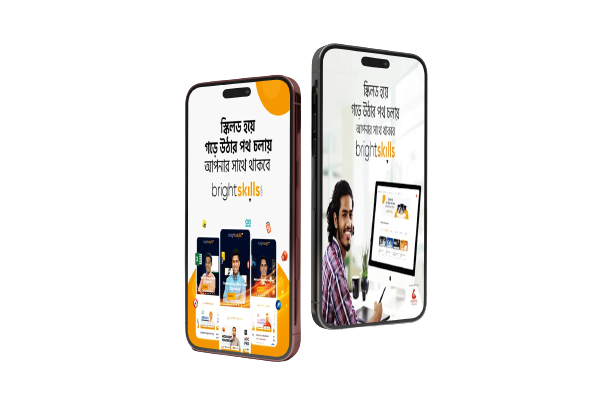 স্কিলড হয়ে
গড়ে উঠার পথ চলায়
আপনার সাথে থাকবে
brightskills
স্কিলড হয়ে
গড়ে উঠার পথ চলায়
আপনার সাথে থাকবে
brightskills